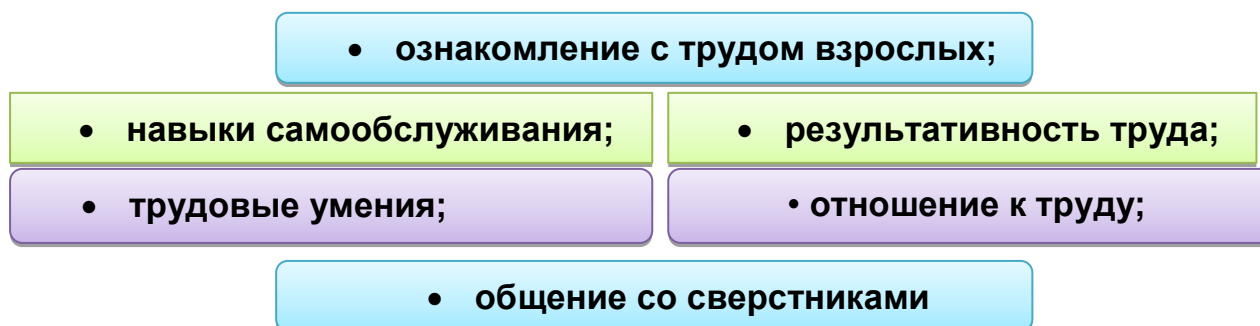 • ознакомление с трудом взрослых;
• навыки самообслуживания;
• результативность труда;
• трудовые умения;
• отношение к труду;
• общение со сверстниками